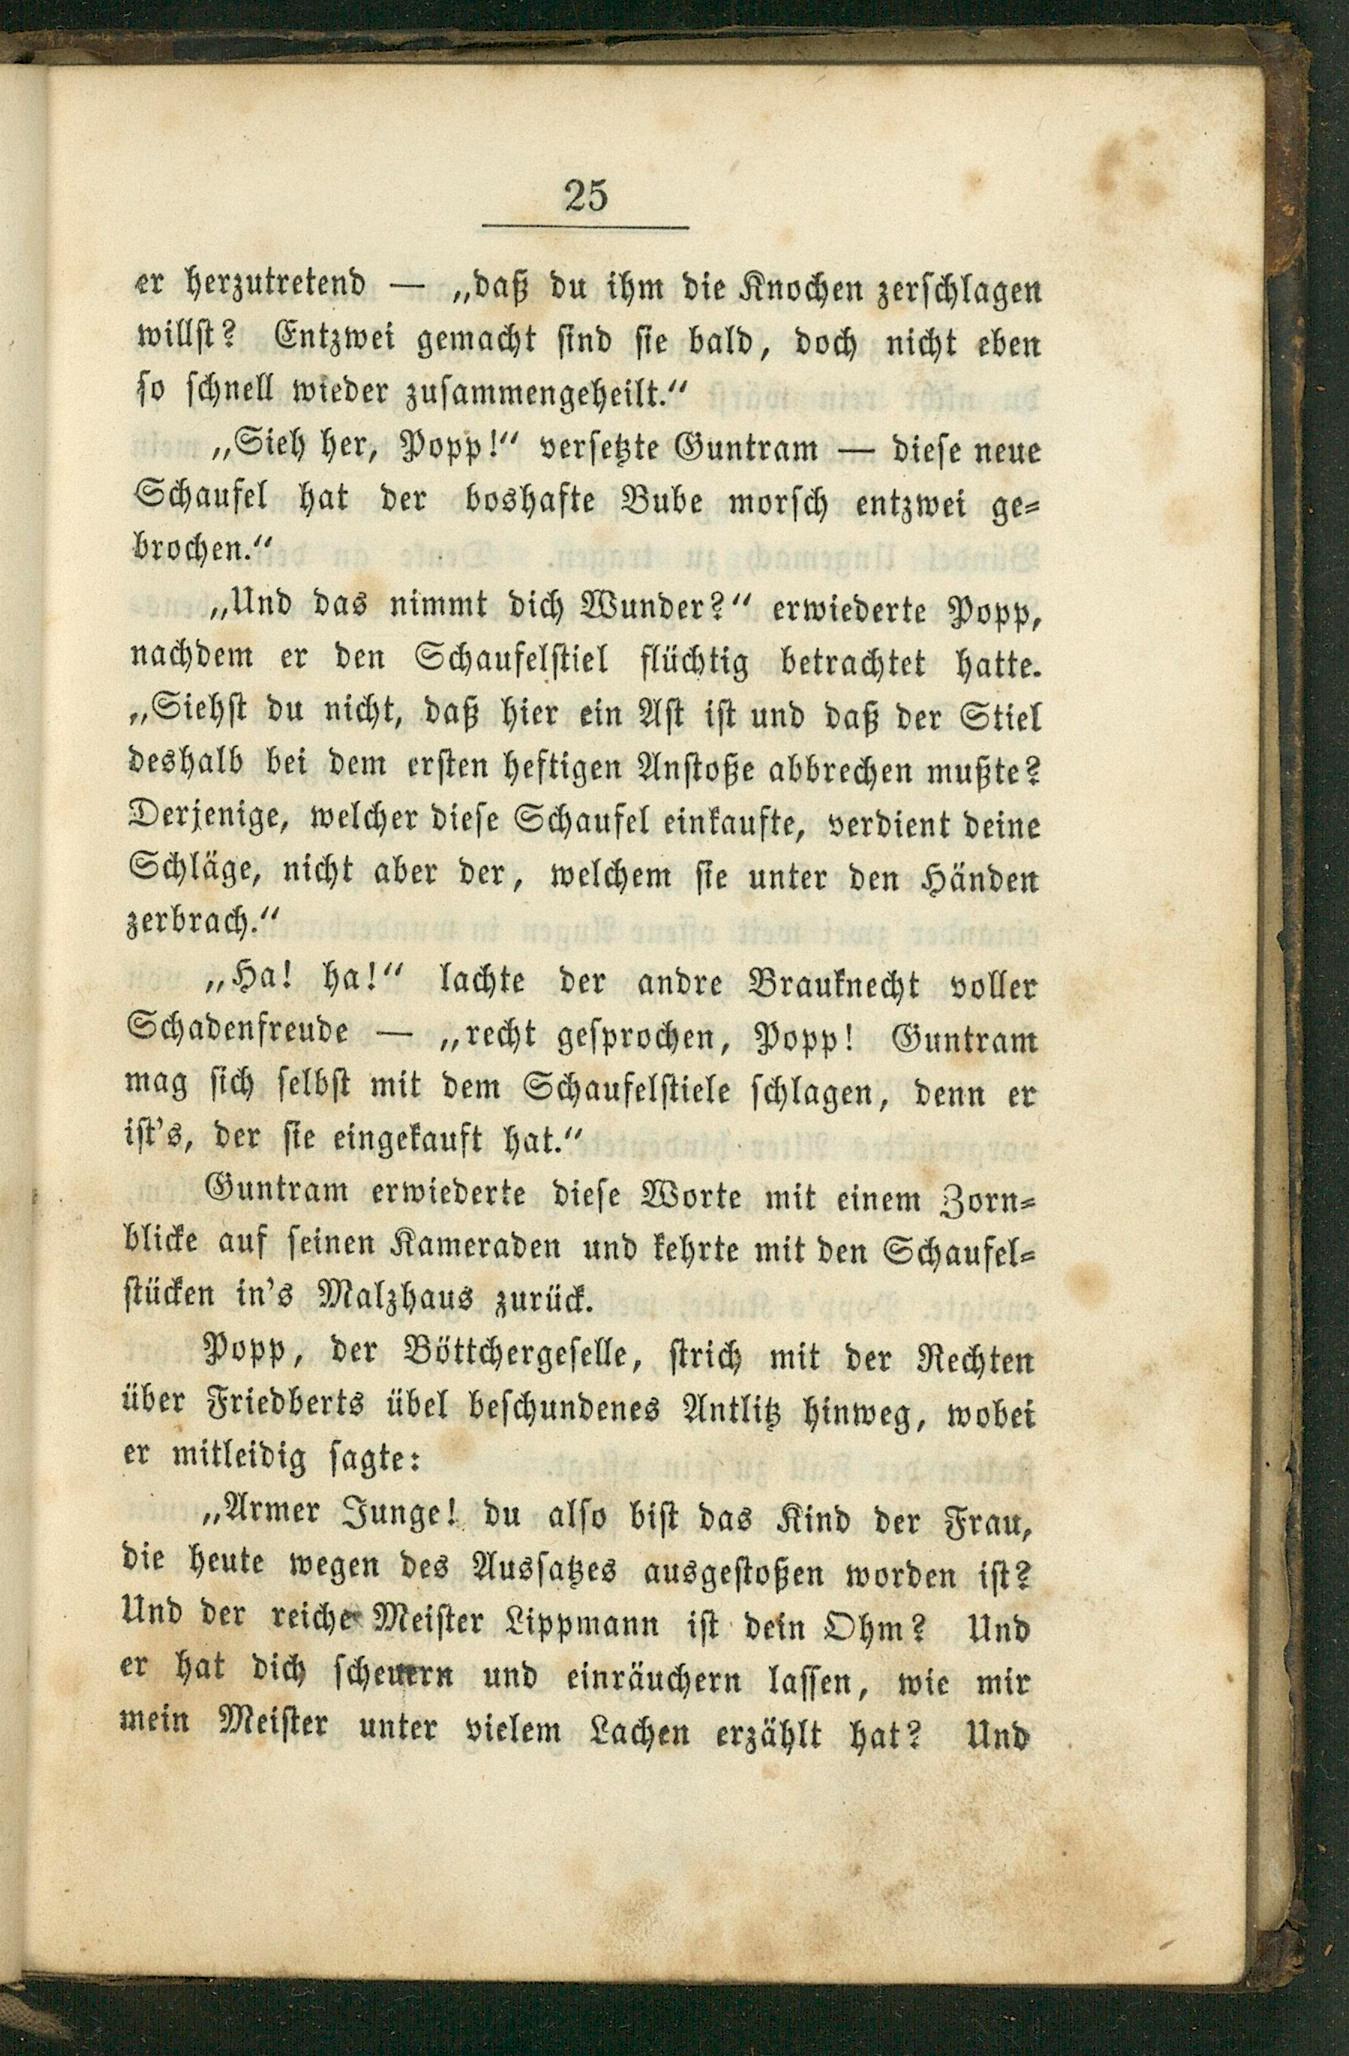 25
er herzutretend — „daß du ihm die Knochen zerschlagen
willst? Entzwei gemacht sind sie bald, doch nicht eben
so schnell wieder zusammengeheilt.“
„Sieh her, Popp!“ versetzte Guntram — diese neue
Schaufel hat der boshafte Bube morsch entzwei ge-
brochen.“
„Und das nimmt dich Wunder?“ erwiederte Popp,
nachdem er den Schaufelstiel flüchtig betrachtet hatte.
„Siehst du nicht, daß hier ein Ast ist und daß der Stiel
deshalb bei dem ersten heftigen Anstoße abbrechen mußte?
Derjenige, welcher diese Schaufel einkaufte, verdient deine
Schläge, nicht aber der, welchem sie unter den Händen
zerbrach.“
„Ha! ha!“ lachte der andre Brauknecht voller
Schadenfreude — „recht gesprochen, Popp! Guntram
mag sich selbst mit dem Schaufelstiele schlagen, denn er
ist's, der sie eingekauft hat.“
Guntram erwiederte diese Worte mit einem Zorn-
blicke auf seinen Kameraden und kehrte mit den Schaufel-
stücken in's Malzhaus zurück.
Popp, der Böttchergeselle, strich mit der Rechten
über Friedberts übel beschundenes Antlitz hinweg, wobei
er mitleidig sagte:
„Armer Junge! du also bist das Kind der Frau,
die heute wegen des Aussatzes ausgestoßen worden ist?
Und der reiche Meister Lippmann ist dein Ohm? Und
er hat dich scheuern und einräuchern lassen, wie mir
mein Meister unter vielem Lachen erzählt hat? Und